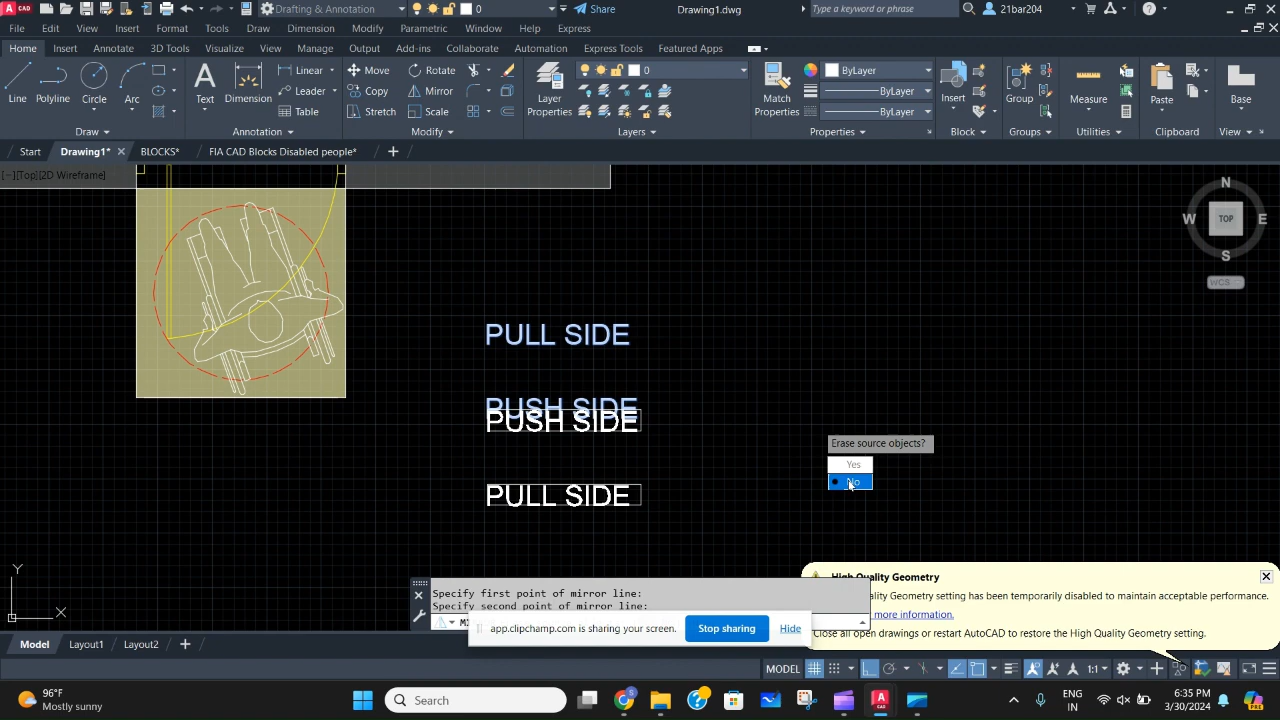 Drafting & Annotation
0
Share
Drawing1.dwg
Type a keyword or phrase
21bar204
File Edit View Insert Format Tools Draw Dimension Modify Parametric Window Help Express
Home Insert Annotate 3D Tools Visualize View Manage Output Add-ins Collaborate Automation Express Tools Featured Apps
Line
Polyline
Circle
Arc
Draw
Text
Dimension
Linear
Leader
Table
Annotation
Move
Rotate
Copy
Mirror
Stretch
Scale
Modify
Layer
Properties
0
Layers
Match
Properties
ByLayer
ByLayer
ByLayer
Properties
Insert
Block
Group
Groups
Measure
Utilities
Paste
Clipboard
Base
View
Start
Drawing1*
BLOCKS*
FIA CAD Blocks Disabled people*
[−][Top][2D Wireframe]
N
W
TOP
E
S
WCS
PULL SIDE
PUSH SIDE
PUSH SIDE
PULL SIDE
Erase source objects?
Yes
No
Y
X
Specify first point of mirror line:
Specify second point of mirror line:
app.clipchamp.com is sharing your screen.
Stop sharing
Hide
Quality Geometry
Geometry setting has been temporarily disabled to maintain acceptable performance.
more information.
Close all open drawings or restart AutoCAD to restore the High Quality Geometry setting.
Model
Layout1
Layout2
MODEL
1:1
96°F
Mostly sunny
Search
ENG
IN
6:35 PM
3/30/2024